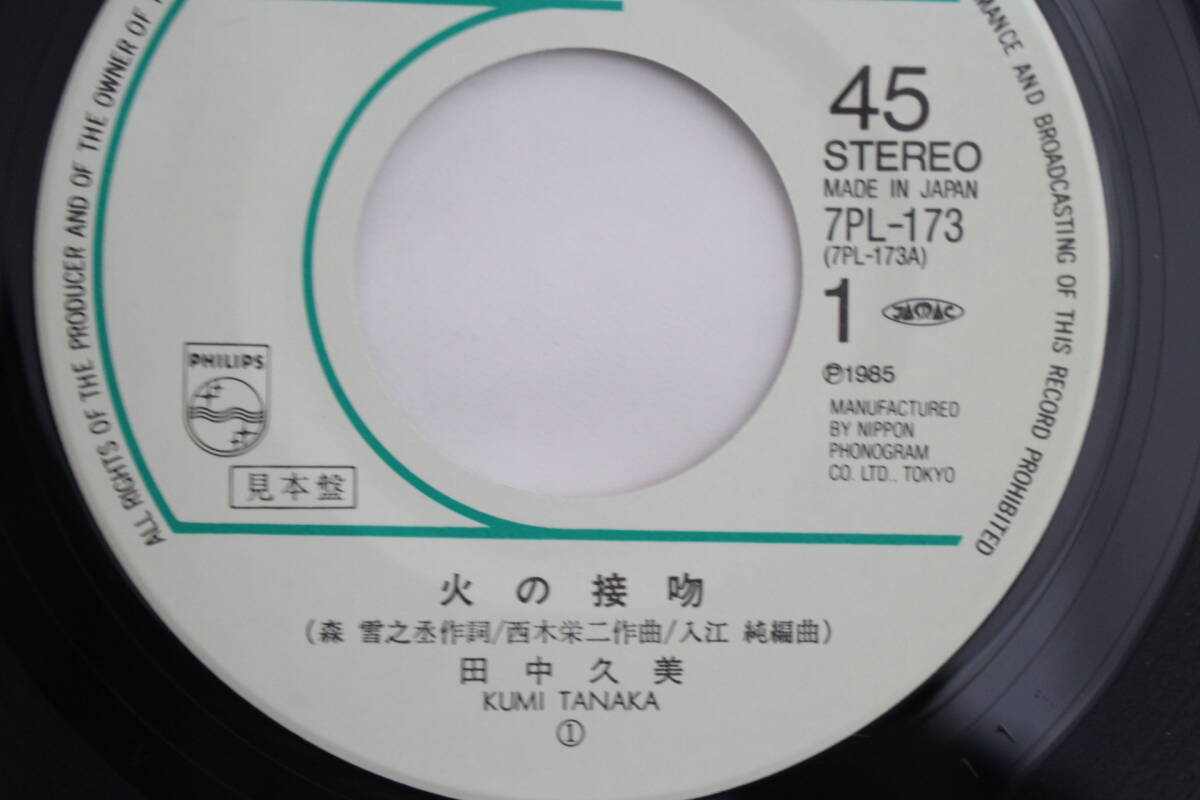 ALL RIGHTS OF THE PRODUCER AND OF THE OWNER OF
AND BROADCASTING OF THIS RECORD PROHIBITED
45
STEREO
MADE IN JAPAN
7PL-173
(7PL-173A)
1
JAMAC
Ⓟ1985
MANUFACTURED
BY NIPPON
PHONOGRAM
CO. LTD., TOKYO
PHILIPS
見本盤
火の接吻
(森 雪之丞作詞/西木栄二作曲/入江 純編曲)
田中久美
KUMI TANAKA
①